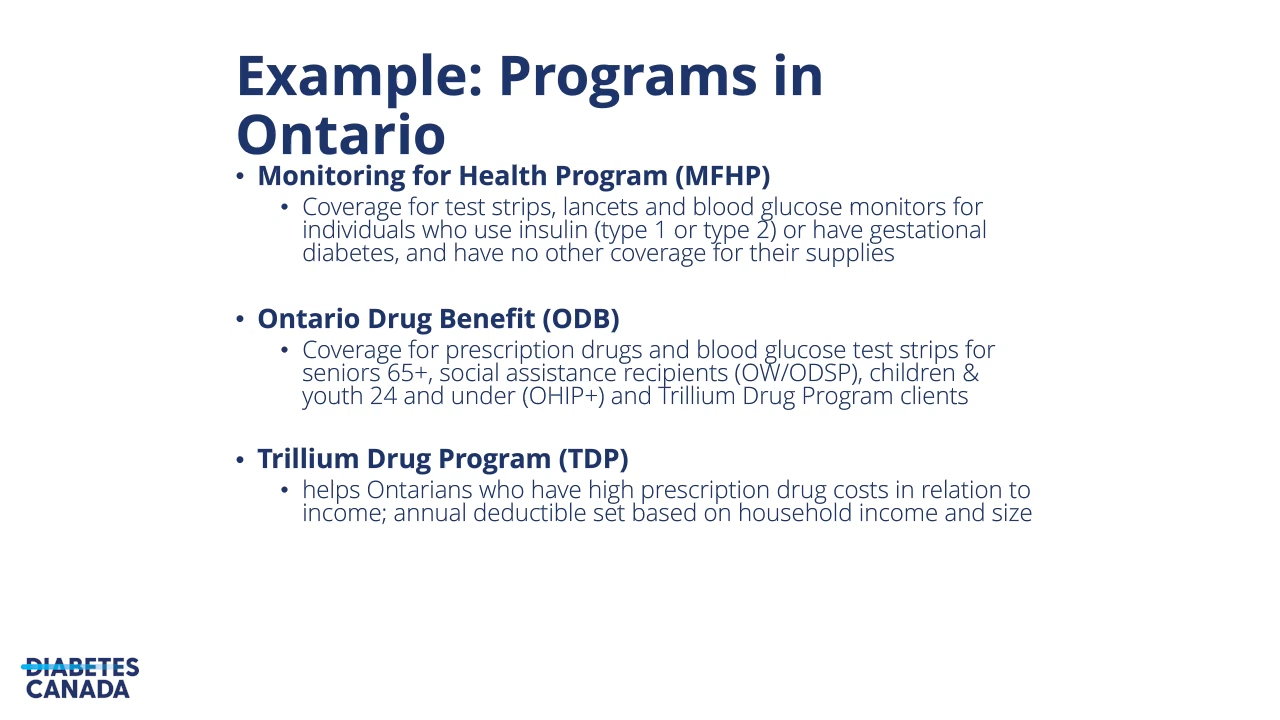 Example: Programs in
Ontario
• Monitoring for Health Program (MFHP)
• Coverage for test strips, lancets and blood glucose monitors for
individuals who use insulin (type 1 or type 2) or have gestational
diabetes, and have no other coverage for their supplies
• Ontario Drug Benefit (ODB)
• Coverage for prescription drugs and blood glucose test strips for
seniors 65+, social assistance recipients (OW/ODSP), children &
youth 24 and under (OHIP+) and Trillium Drug Program clients
• Trillium Drug Program (TDP)
• helps Ontarians who have high prescription drug costs in relation to
income; annual deductible set based on household income and size
DIABETES
CANADA